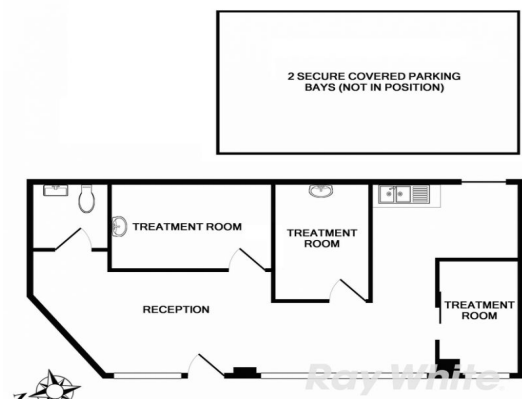 2 SECURE COVERED PARKING
BAYS (NOT IN POSITION)
TREATMENT ROOM
TREATMENT
ROOM
RECEPTION
TREATMENT
ROOM
Ray White
N